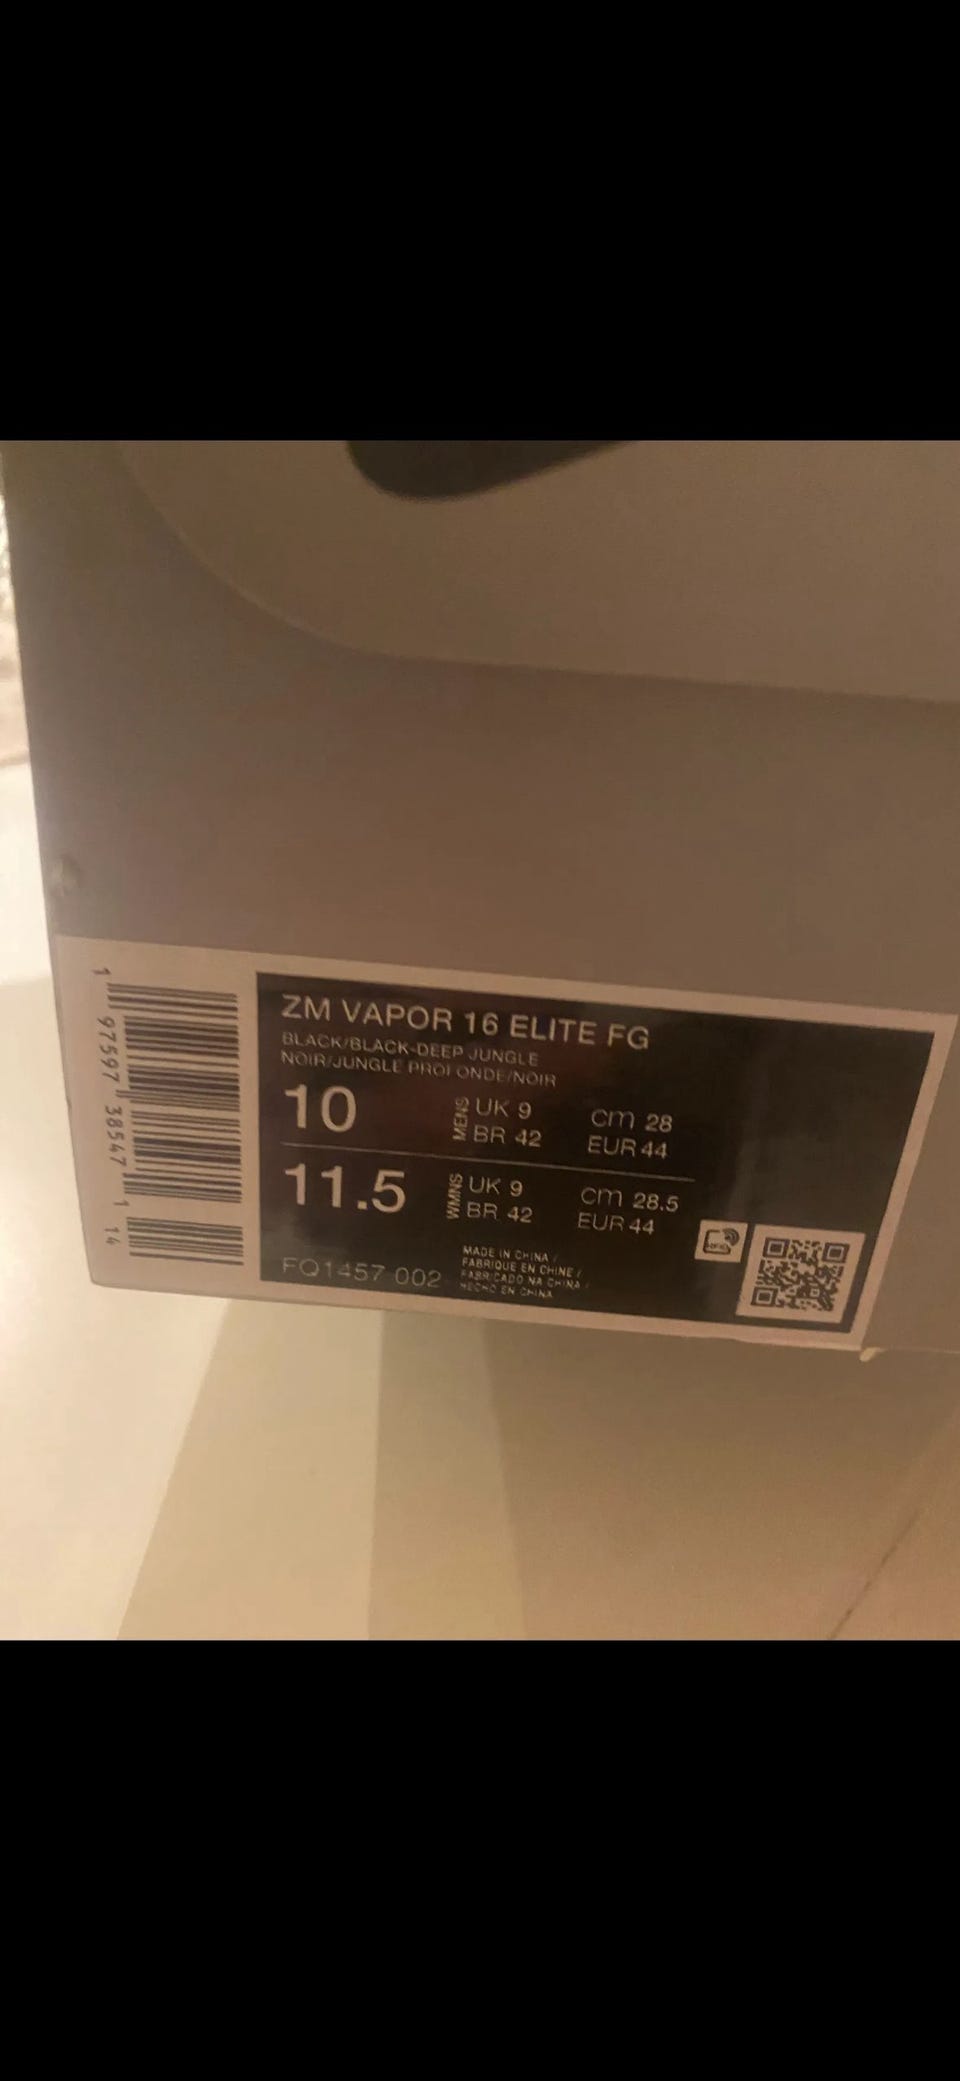 ZM VAPOR 16 ELITE FG
BLACK/BLACK-DEEP JUNGLE
NOIR/JUNGLE PROFONDE/NOIR
10 MENS UK 9 cm 28
BR 42 EUR 44
11.5 WMNS UK 9 cm 28.5
BR 42 EUR 44
FQ1457 002
MADE IN CHINA /
FABRIQUE EN CHINE /
FABRICADO NA CHINA /
HECHO EN CHINA
1 97597 38547 1 14